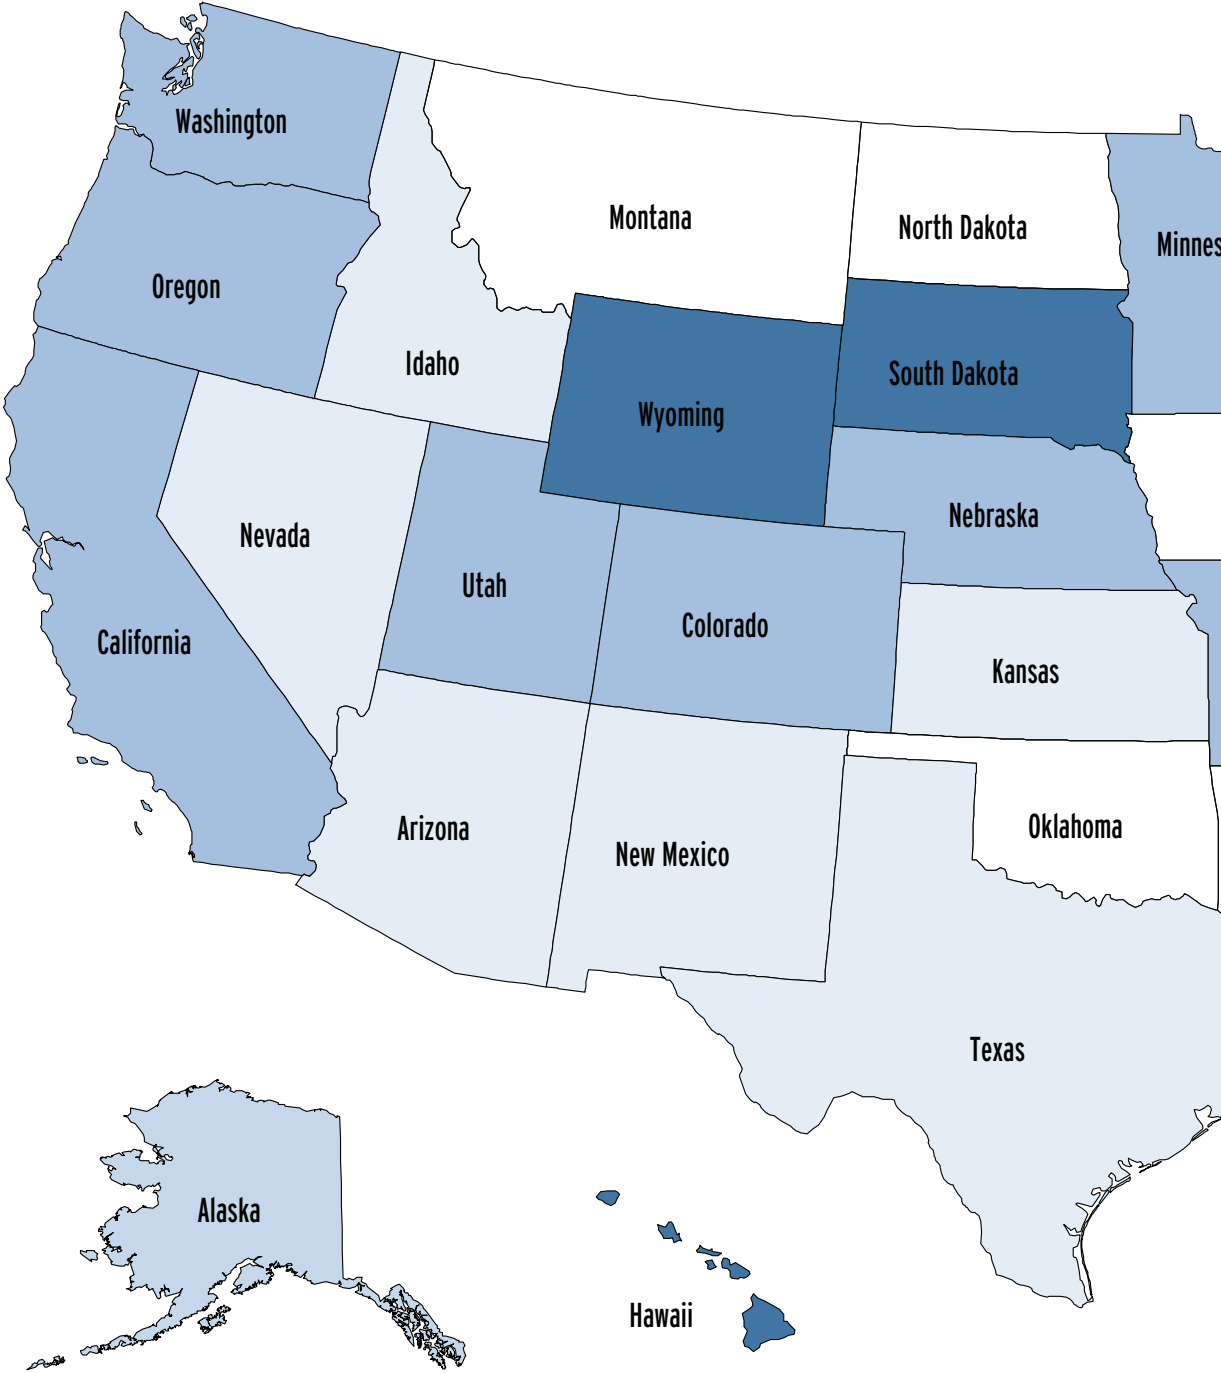 Washington
Montana
North Dakota
Minnes
Oregon
Idaho
South Dakota
Wyoming
Nebraska
Nevada
Utah
Colorado
California
Kansas
Arizona
Oklahoma
New Mexico
Texas
Alaska
Hawaii